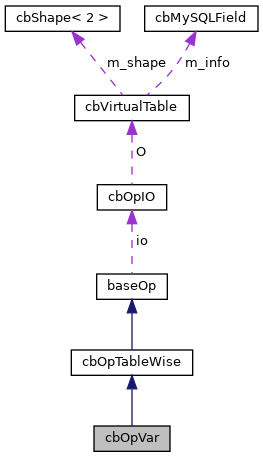 cbShape< 2 > cbMySQLField
m_shape m_info
cbVirtualTable
O
cbOpIO
io
baseOp
cbOpTableWise
cbOpVar